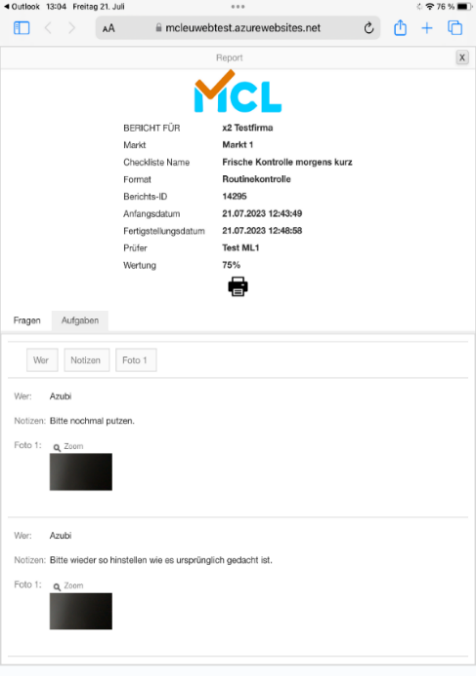 Outlook 13:04 Freitag 21. Juli 76 %
AA mcleuwebtest.azurewebsites.net
Report X
MCL
BERICHT FÜR x2 Testfirma
Markt Markt 1
Checkliste Name Frische Kontrolle morgens kurz
Format Routinekontrolle
Berichts-ID 14295
Anfangsdatum 21.07.2023 12:43:49
Fertigstellungsdatum 21.07.2023 12:48:58
Prüfer Test ML1
Wertung 75%
Fragen Aufgaben
Wer Notizen Foto 1
Wer: Azubi
Notizen: Bitte nochmal putzen.
Foto 1: Zoom
Wer: Azubi
Notizen: Bitte wieder so hinstellen wie es ursprünglich gedacht ist.
Foto 1: Zoom